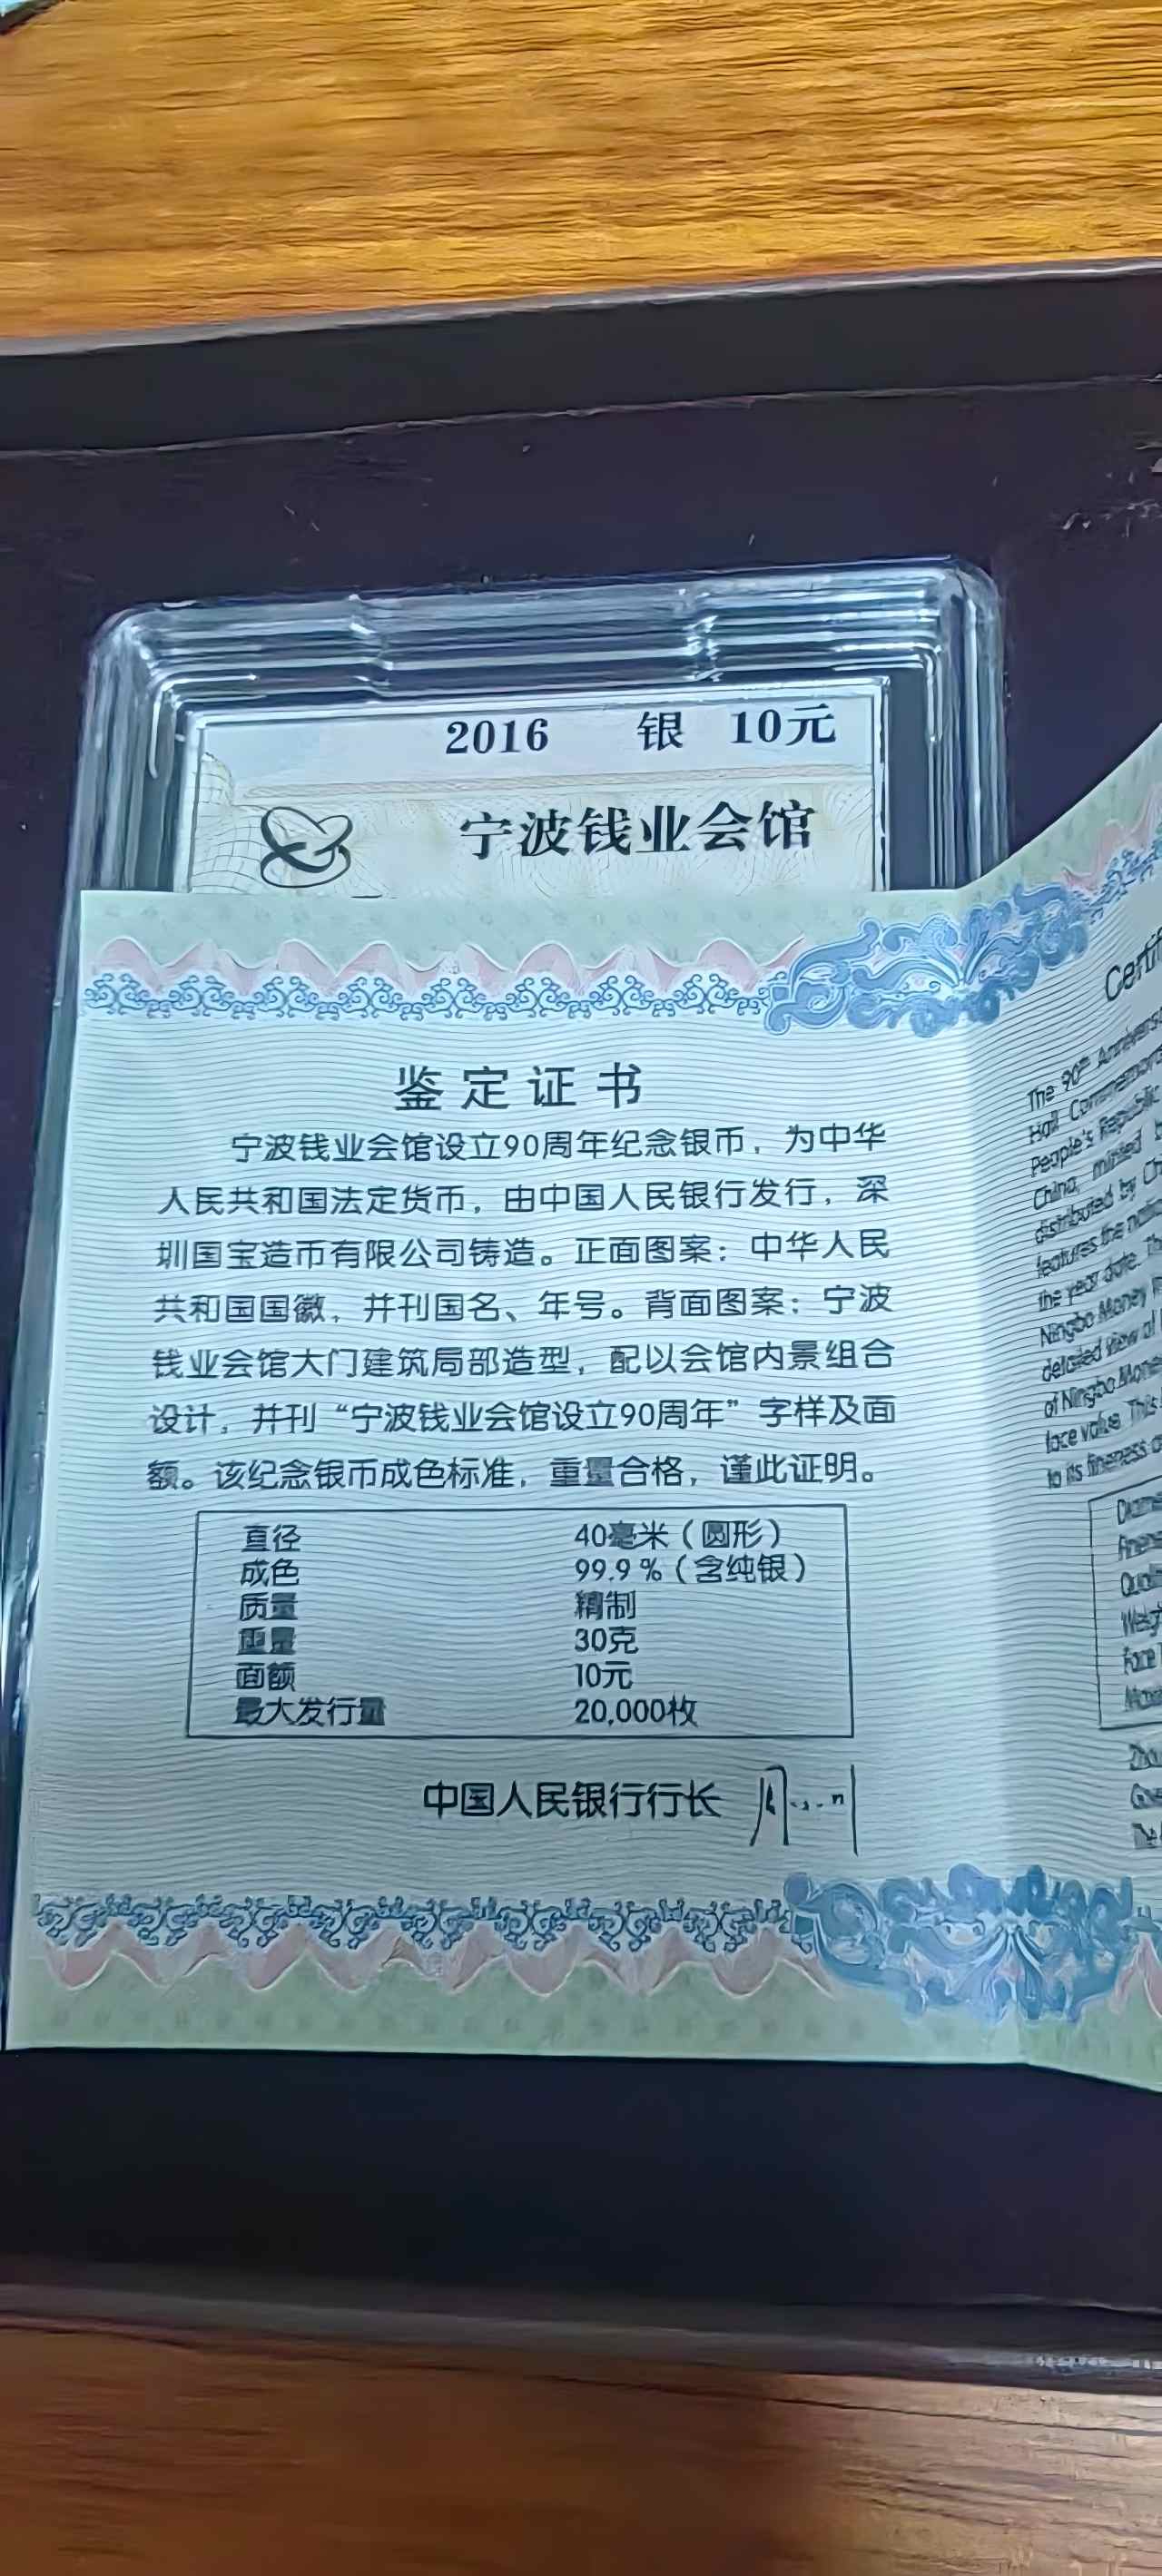 2016 银 10元
宁波钱业会馆
鉴定证书
宁波钱业会馆设立90周年纪念银币，为中华
人民共和国法定货币，由中国人民银行发行，深
圳国宝造币有限公司铸造。正面图案：中华人民
共和国国徽，并刊国名、年号。背面图案：宁波
钱业会馆大门建筑局部造型，配以会馆内景组合
设计，并刊“宁波钱业会馆设立90周年”字样及面
额。该纪念银币成色标准，重量合格，谨此证明。
直径 40毫米（圆形）
成色 99.9％（含纯银）
质量 精制
重量 30克
面额 10元
最大发行量 20,000枚
中国人民银行行长
The 90th
Hall
People's Republic
China, minted
distributed by
features the
the year date.
Ningbo Money
detailed view of
of Ningbo
face value. This
to its fineness